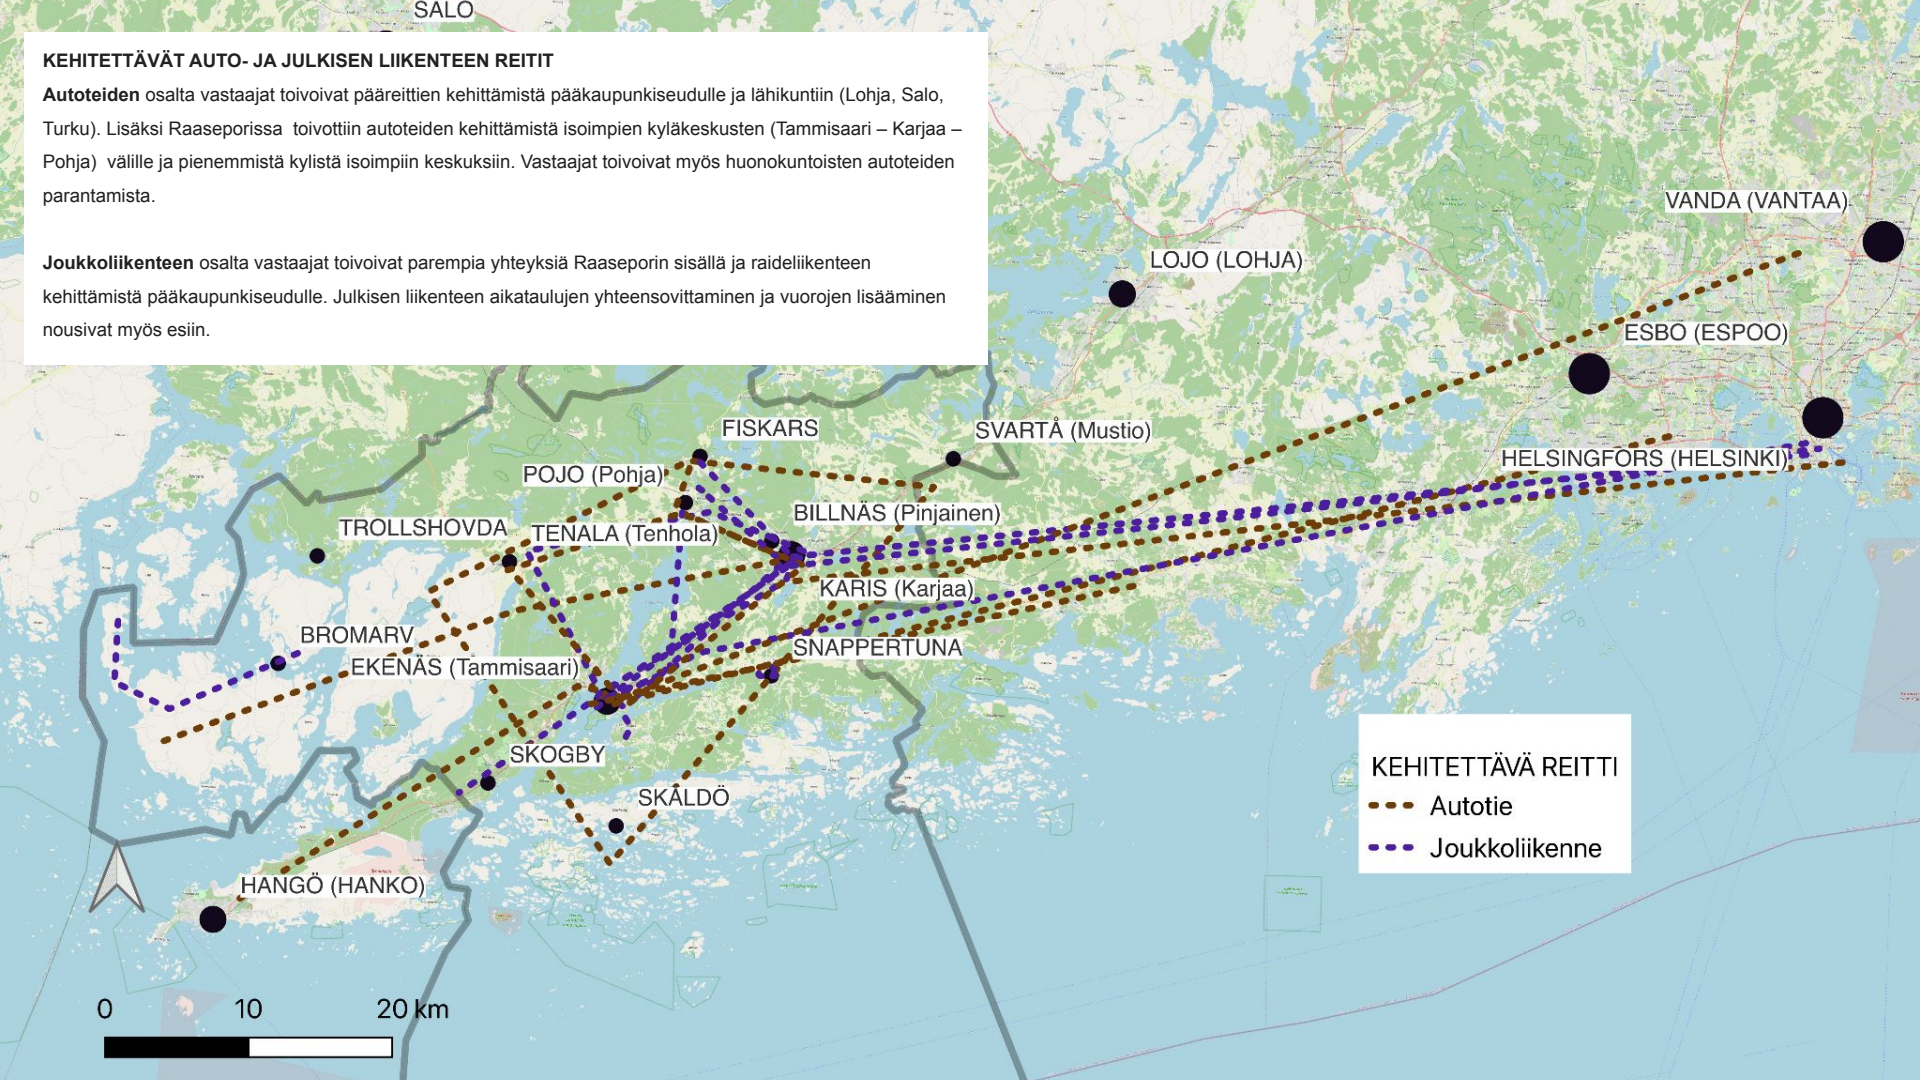 SALO
KEHITETTÄVÄT AUTO- JA JULKISEN LIIKENTEEN REITIT
Autoteiden osalta vastaajat toivoivat pääreittien kehittämistä pääkaupunkiseudulle ja lähikuntiin (Lohja, Salo,
Turku). Lisäksi Raaseporissa toivottiin autoteiden kehittämistä isoimpien kyläkeskusten (Tammisaari – Karjaa –
Pohja) välille ja pienemmistä kylistä isoimpiin keskuksiin. Vastaajat toivoivat myös huonokuntoisten autoteiden
parantamista.
Joukkoliikenteen osalta vastaajat toivoivat parempia yhteyksiä Raaseporin sisällä ja raideliikenteen
kehittämistä pääkaupunkiseudulle. Julkisen liikenteen aikataulujen yhteensovittaminen ja vuorojen lisääminen
nousivat myös esiin.
VANDA (VANTAA)
LOJO (LOHJA)
ESBO (ESPOO)
FISKARS
SVARTÅ (Mustio)
HELSINGFORS (HELSINKI)
POJO (Pohja)
BILLNÄS (Pinjainen)
TROLLSHOVDA
TENALA (Tenhola)
KARIS (Karjaa)
BROMARV
SNAPPERTUNA
EKENÄS (Tammisaari)
SKOGBY
SKÅLDÖ
HANGÖ (HANKO)
KEHITETTÄVÄ REITTI
Autotie
Joukkoliikenne
0 10 20 km